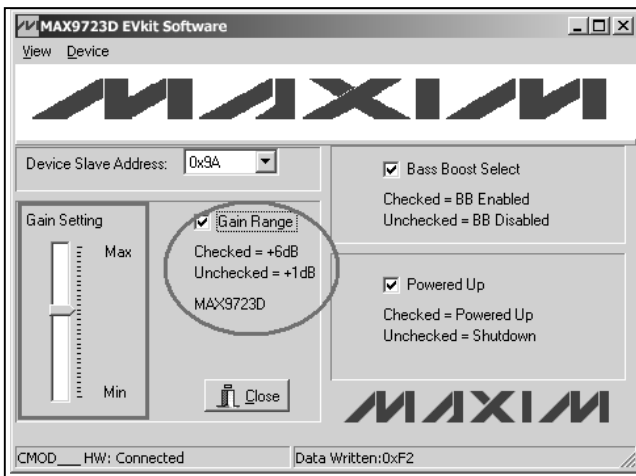 MAX9723D EVkit Software
View Device
MAXIM
Device Slave Address: 0x9A
Gain Setting
Max
Min
Gain Range
Checked = +6dB
Unchecked = +1dB
MAX9723D
Close
Bass Boost Select
Checked = BB Enabled
Unchecked = BB Disabled
Powered Up
Checked = Powered Up
Unchecked = Shutdown
MAXIM
CMOD___ HW: Connected
Data Written:0xF2